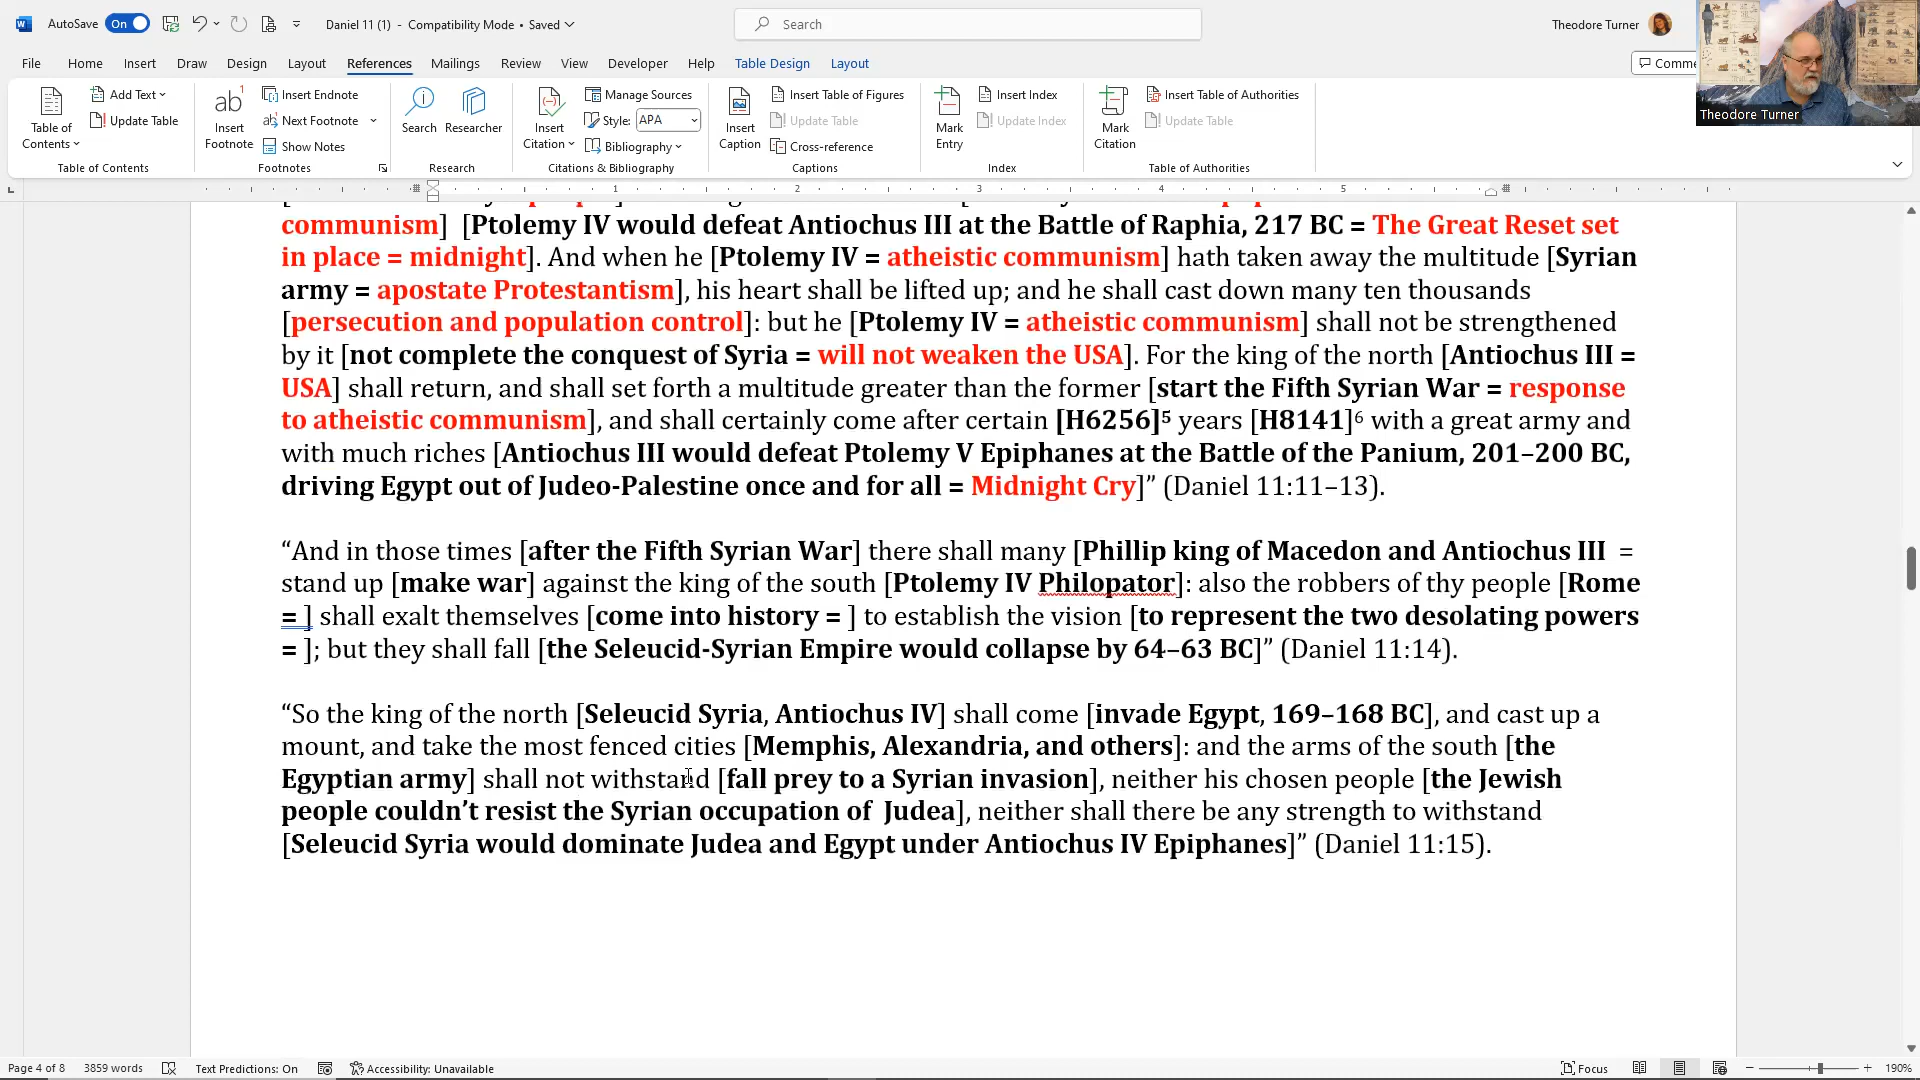 AutoSave On Daniel 11 (1) - Compatibility Mode • Saved Search Theodore Turner
File Home Insert Draw Design Layout References Mailings Review View Developer Help Table Design Layout Comme
Theodore Turner
Table of Contents
Add Text
Update Table
Table of Contents
ab
Insert Footnote
Insert Endnote
Next Footnote
Show Notes
Footnotes
Search
Researcher
Research
Insert Citation
Manage Sources
Style: APA
Bibliography
Citations & Bibliography
Insert Caption
Insert Table of Figures
Update Table
Cross-reference
Captions
Mark Entry
Insert Index
Update Index
Index
Mark Citation
Insert Table of Authorities
Update Table
Table of Authorities
1 2 3 4 5
communism] [Ptolemy IV would defeat Antiochus III at the Battle of Raphia, 217 BC = The Great Reset set
in place = midnight]. And when he [Ptolemy IV = atheistic communism] hath taken away the multitude [Syrian
army = apostate Protestantism], his heart shall be lifted up; and he shall cast down many ten thousands
[persecution and population control]: but he [Ptolemy IV = atheistic communism] shall not be strengthened
by it [not complete the conquest of Syria = will not weaken the USA]. For the king of the north [Antiochus III =
USA] shall return, and shall set forth a multitude greater than the former [start the Fifth Syrian War = response
to atheistic communism], and shall certainly come after certain [H6256]5 years [H8141]6 with a great army and
with much riches [Antiochus III would defeat Ptolemy V Epiphanes at the Battle of the Panium, 201–200 BC,
driving Egypt out of Judeo-Palestine once and for all = Midnight Cry]” (Daniel 11:11–13).
“And in those times [after the Fifth Syrian War] there shall many [Phillip king of Macedon and Antiochus III =
stand up [make war] against the king of the south [Ptolemy IV Philopator]: also the robbers of thy people [Rome
= ] shall exalt themselves [come into history = ] to establish the vision [to represent the two desolating powers
= ]; but they shall fall [the Seleucid-Syrian Empire would collapse by 64–63 BC]” (Daniel 11:14).
“So the king of the north [Seleucid Syria, Antiochus IV] shall come [invade Egypt, 169–168 BC], and cast up a
mount, and take the most fenced cities [Memphis, Alexandria, and others]: and the arms of the south [the
Egyptian army] shall not withstand [fall prey to a Syrian invasion], neither his chosen people [the Jewish
people couldn’t resist the Syrian occupation of Judea], neither shall there be any strength to withstand
[Seleucid Syria would dominate Judea and Egypt under Antiochus IV Epiphanes]” (Daniel 11:15).
Page 4 of 8 3859 words Text Predictions: On Accessibility: Unavailable Focus 190%